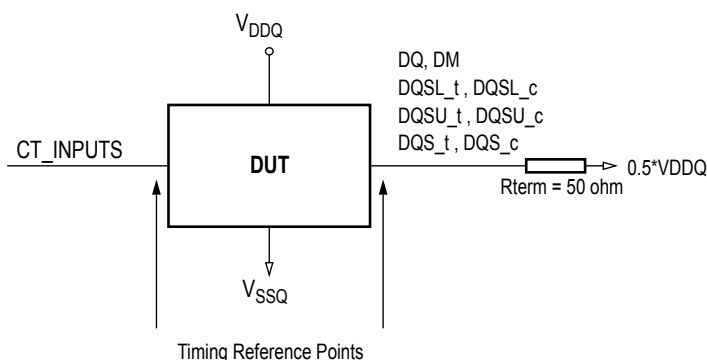 VDDQ
DQ, DM
DQSL_t , DQSL_c
DQSU_t , DQSU_c
DQS_t , DQS_c
CT_INPUTS
DUT
0.5*VDDQ
Rterm = 50 ohm
VSSQ
Timing Reference Points